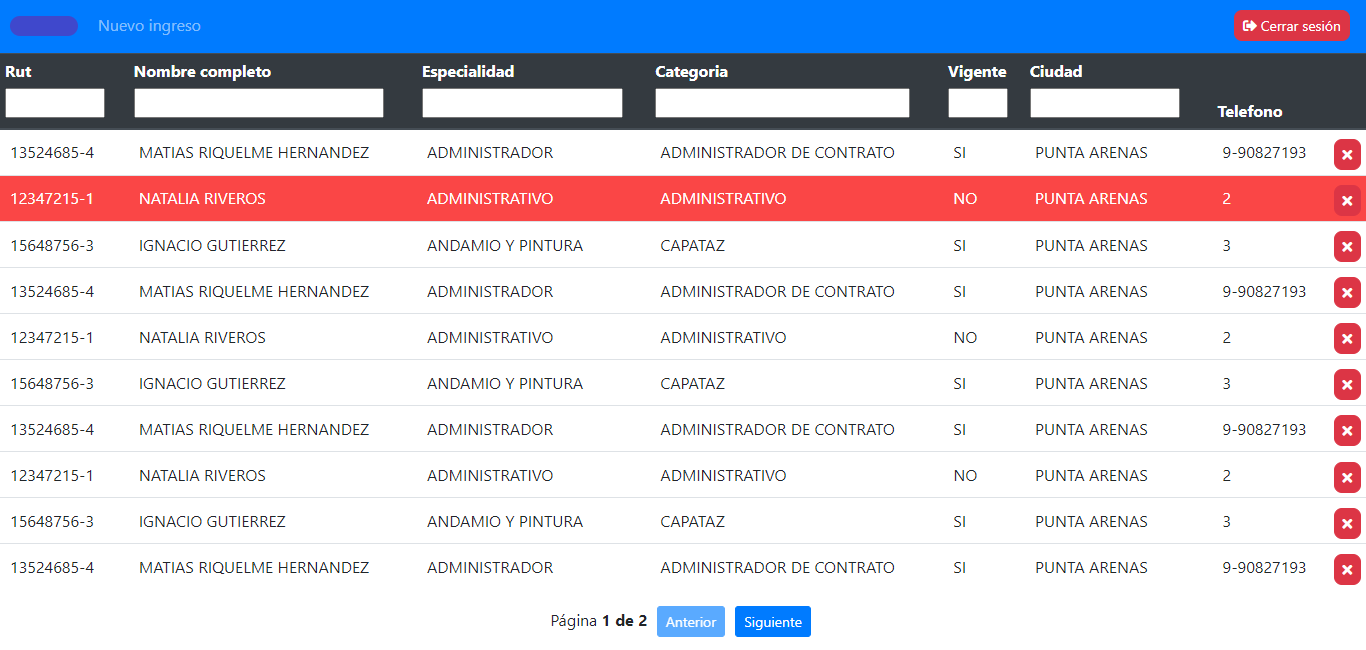 Nuevo ingreso Cerrar sesión
Rut Nombre completo Especialidad Categoria Vigente Ciudad Telefono
13524685-4 MATIAS RIQUELME HERNANDEZ ADMINISTRADOR ADMINISTRADOR DE CONTRATO SI PUNTA ARENAS 9-90827193
12347215-1 NATALIA RIVEROS ADMINISTRATIVO ADMINISTRATIVO NO PUNTA ARENAS 2
15648756-3 IGNACIO GUTIERREZ ANDAMIO Y PINTURA CAPATAZ SI PUNTA ARENAS 3
13524685-4 MATIAS RIQUELME HERNANDEZ ADMINISTRADOR ADMINISTRADOR DE CONTRATO SI PUNTA ARENAS 9-90827193
12347215-1 NATALIA RIVEROS ADMINISTRATIVO ADMINISTRATIVO NO PUNTA ARENAS 2
15648756-3 IGNACIO GUTIERREZ ANDAMIO Y PINTURA CAPATAZ SI PUNTA ARENAS 3
13524685-4 MATIAS RIQUELME HERNANDEZ ADMINISTRADOR ADMINISTRADOR DE CONTRATO SI PUNTA ARENAS 9-90827193
12347215-1 NATALIA RIVEROS ADMINISTRATIVO ADMINISTRATIVO NO PUNTA ARENAS 2
15648756-3 IGNACIO GUTIERREZ ANDAMIO Y PINTURA CAPATAZ SI PUNTA ARENAS 3
13524685-4 MATIAS RIQUELME HERNANDEZ ADMINISTRADOR ADMINISTRADOR DE CONTRATO SI PUNTA ARENAS 9-90827193
Página 1 de 2 Anterior Siguiente